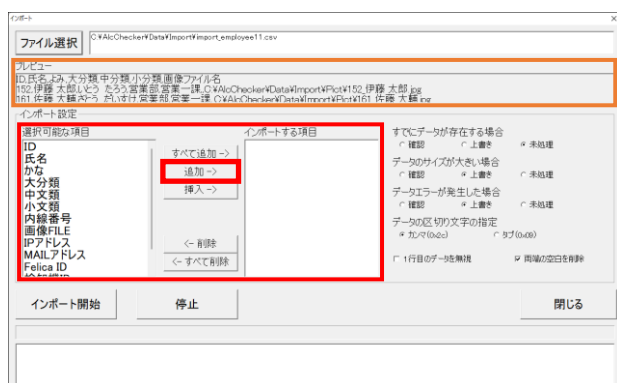 インポート
ファイル選択 C:¥AlcChecker¥Data¥Import¥import_employee11.csv
プレビュー
ID,氏名,よみ,大分類,中分類,小分類,画像ファイル名
152,伊藤 太郎,いとう たろう,営業部,営業一課,,C:¥AlcChecker¥Data¥Import¥Pict¥152_伊藤 太郎.jpg
161,佐藤 大輔,さとう だいすけ,営業部,営業一課,,C:¥AlcChecker¥Data¥Import¥Pict¥161_佐藤 大輔.jpg
インポート設定
選択可能な項目
ID
氏名
かな
大分類
中文類
小文類
内線番号
画像FILE
IPアドレス
MAILアドレス
Felica ID
すべて追加 ->
追加 ->
挿入 ->
<- 削除
<- すべて削除
インポートする項目
すでにデータが存在する場合
確認 上書き 未処理
データのサイズが大きい場合
確認 上書き 未処理
データエラーが発生した場合
確認 上書き 未処理
データの区切り文字の指定
カンマ(0x2c) タブ(0x09)
1行目のデータを無視 両端の空白を削除
インポート開始 停止 閉じる